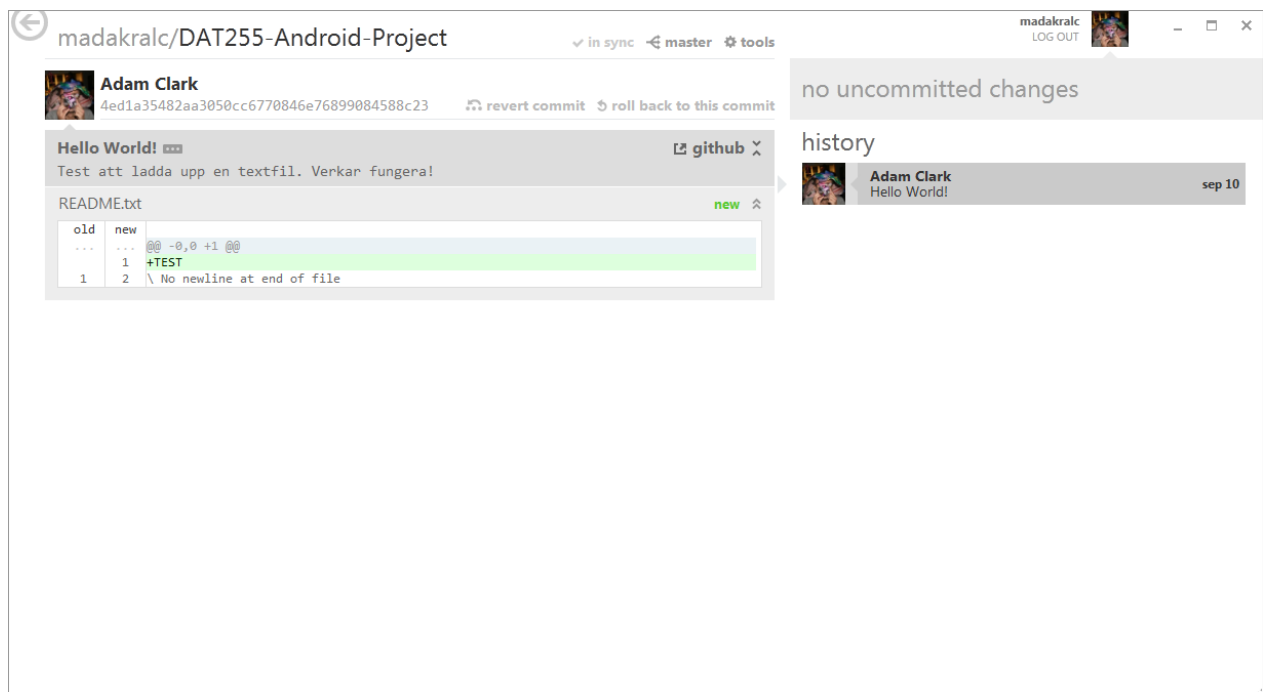 madakralc/DAT255-Android-Project
in sync master tools
madakralc
LOG OUT
Adam Clark
4ed1a35482aa3050cc6770846e76899084588c23 revert commit roll back to this commit
Hello World! github
Test att ladda upp en textfil. Verkar fungera!
README.txt new
old new
... ... @@ -0,0 +1 @@
1 +TEST
1 2 \ No newline at end of file
no uncommitted changes
history
Adam Clark
Hello World!
sep 10